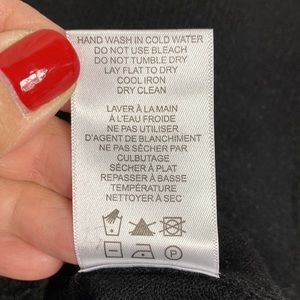 HAND WASH IN COLD WATER
DO NOT USE BLEACH
DO NOT TUMBLE DRY
LAY FLAT TO DRY
COOL IRON
DRY CLEAN
LAVER À LA MAIN
À L'EAU FROIDE
NE PAS UTILISER
D'AGENT DE BLANCHIMENT
NE PAS SÉCHER PAR
CULBUTAGE
SÉCHER À PLAT
REPASSER À BASSE
TEMPÉRATURE
NETTOYER À SEC
P